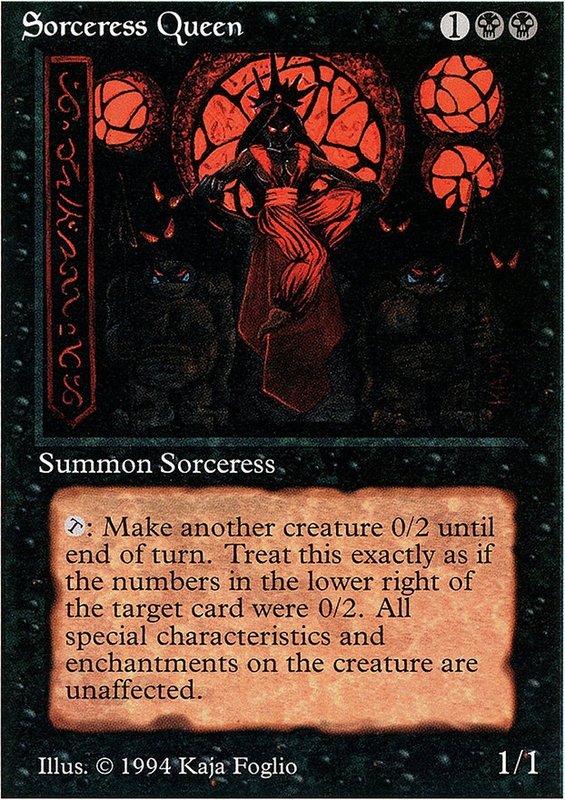 Sorceress Queen 1
Summon Sorceress
T: Make another creature 0/2 until
end of turn. Treat this exactly as if
the numbers in the lower right of
the target card were 0/2. All
special characteristics and
enchantments on the creature are
unaffected.
Illus. © 1994 Kaja Foglio 1/1